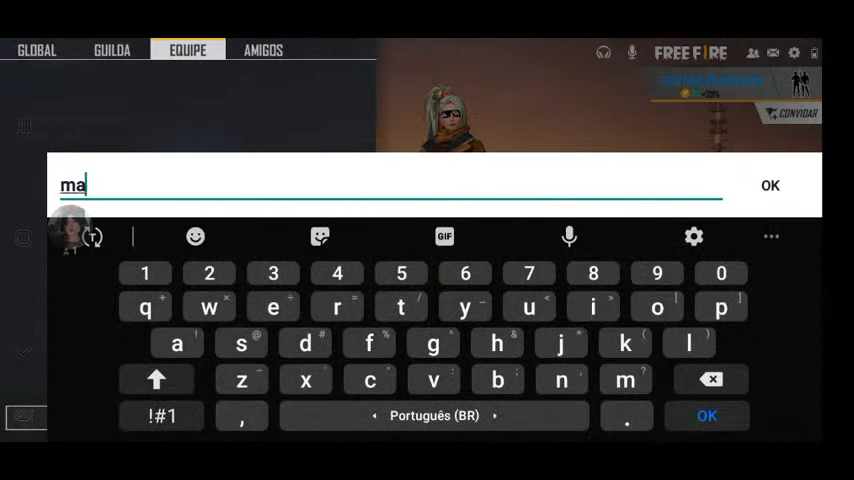 GLOBAL GUILDA EQUIPE AMIGOS
FREE FIRE
CONVIDAR
ma
OK
T GIF ...
1 2 3 4 5 6 7 8 9 0
q + w × e ÷ r = t / y _ u < i > o [ p ]
a ! s @ d # f % g ^ h & j * k ( l )
z - x ' c " v : b ; n , m ?
!#1 , Português (BR) . OK